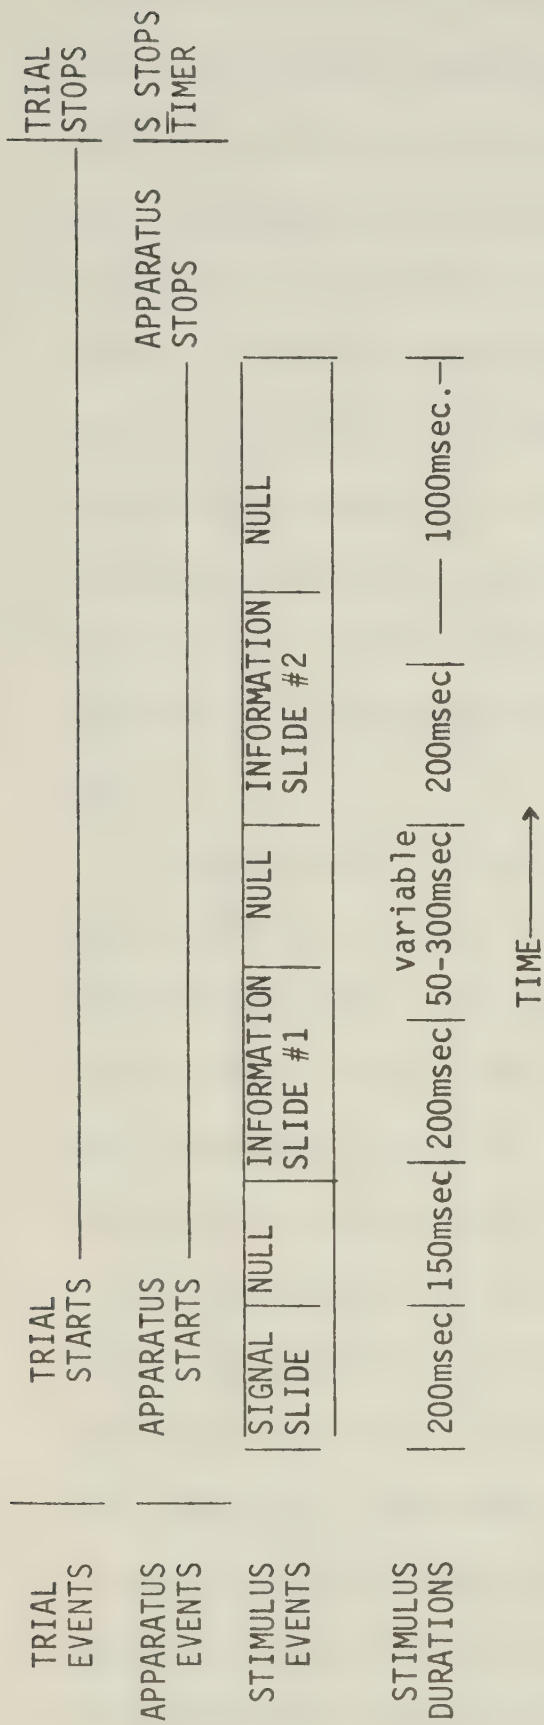 TRIAL
EVENTS
TRIAL
STARTS
TRIAL
STOPS
APPARATUS
EVENTS
APPARATUS
STARTS
APPARATUS
STOPS
S STOPS
TIMER
STIMULUS
EVENTS
SIGNAL
SLIDE
NULL
INFORMATION
SLIDE #1
NULL
INFORMATION
SLIDE #2
NULL
STIMULUS
DURATIONS
200msec
150msec
200msec
variable
50-300msec
200msec
1000msec.
TIME